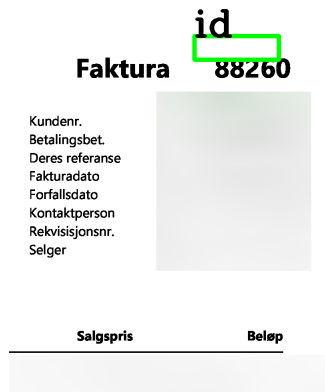 id
Faktura 88260
Kundenr.
Betalingsbet.
Deres referanse
Fakturadato
Forfallsdato
Kontaktperson
Rekvisisjonsnr.
Selger
Salgspris Beløp